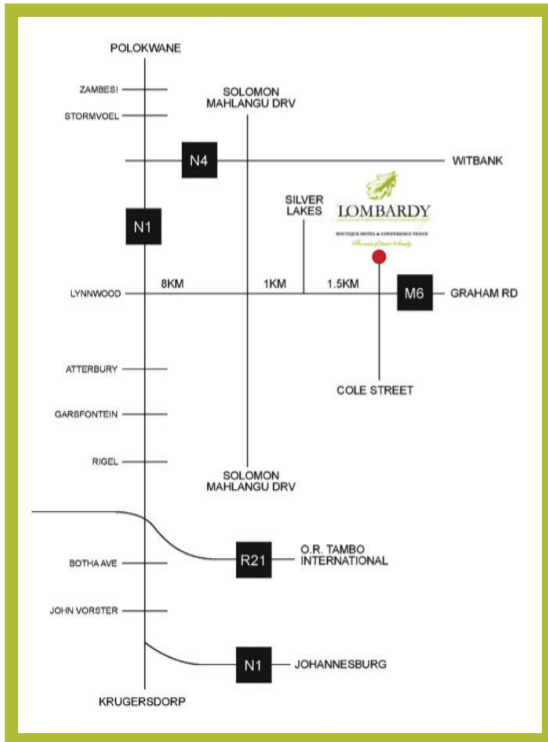 POLOKWANE
ZAMBESI
SOLOMON
MAHLANGU DRV
STORMVOEL
N4
WITBANK
SILVER
LAKES
LOMBARDY
BOUTIQUE HOTEL & CONFERENCE VENUE
N1
LYNNWOOD
8KM
1KM
1.5KM
M6
GRAHAM RD
ATTERBURY
COLE STREET
GARSFONTEIN
RIGEL
SOLOMON
MAHLANGU DRV
R21
O.R. TAMBO
INTERNATIONAL
BOTHA AVE
JOHN VORSTER
N1
JOHANNESBURG
KRUGERSDORP